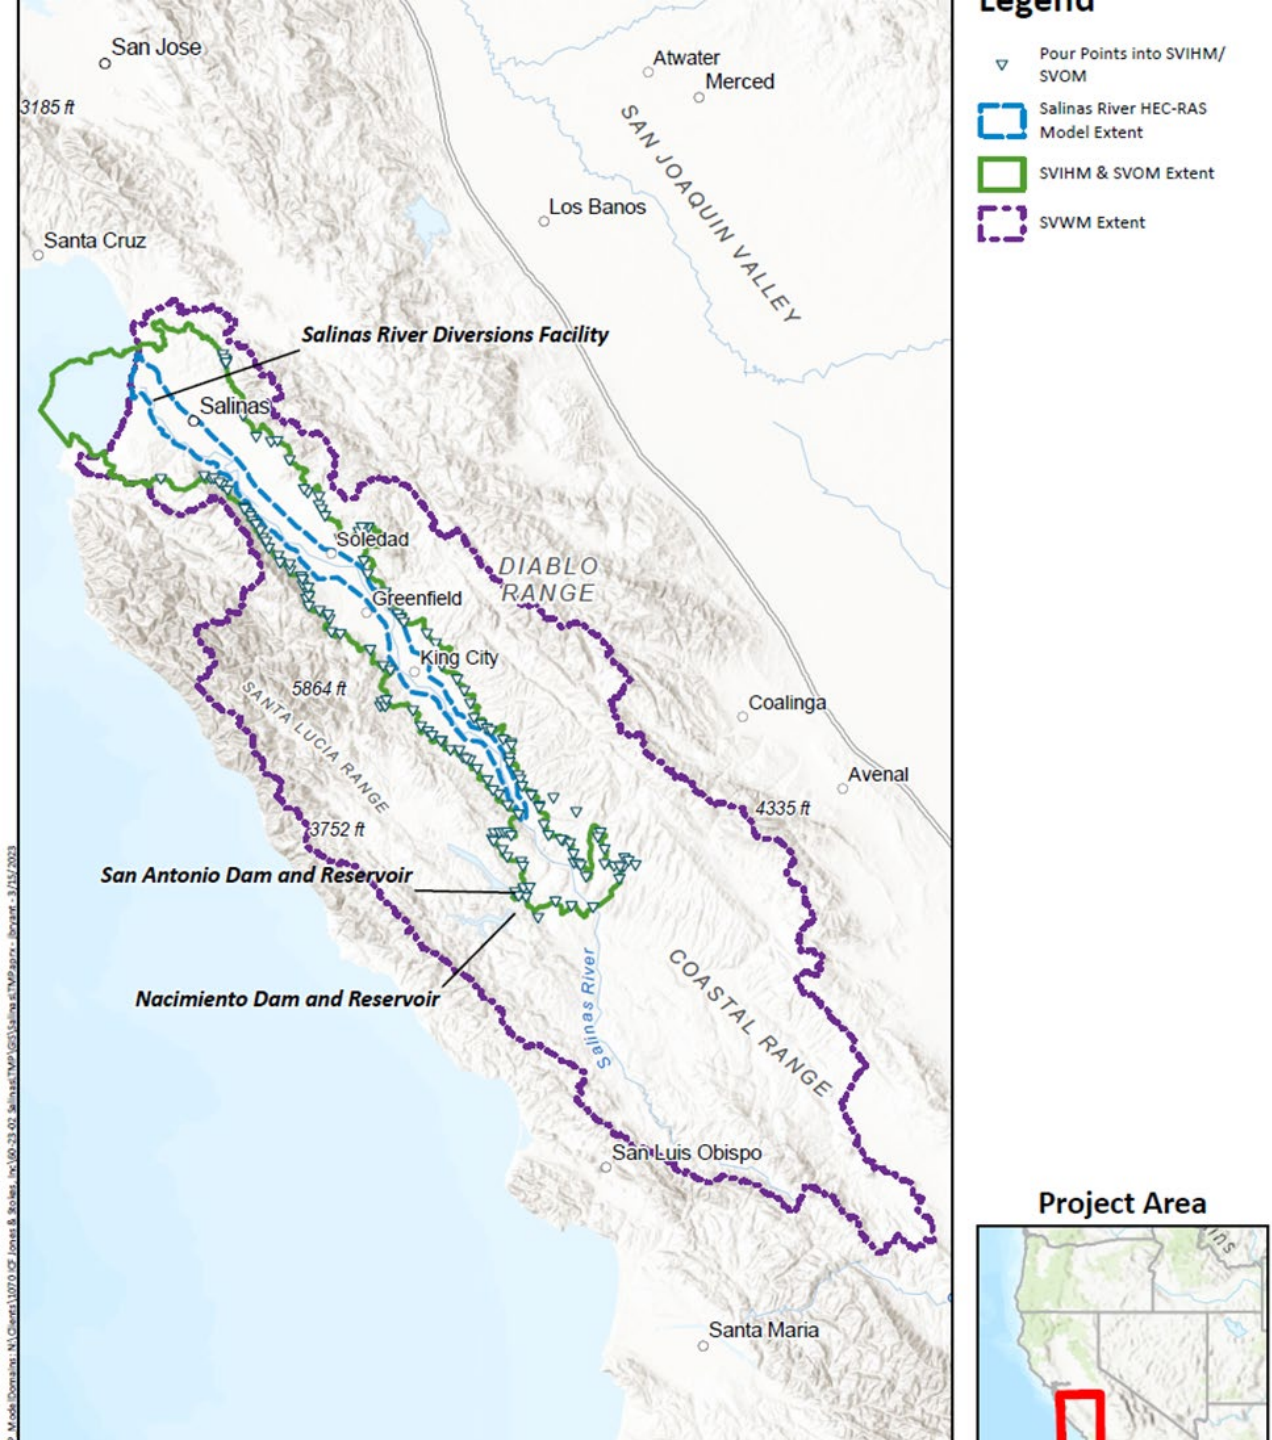 Legend
Pour Points into SVIHM/
SVOM
Salinas River HEC-RAS
Model Extent
SVIHM & SVOM Extent
SVWM Extent
San Jose
Atwater
Merced
3185 ft
SAN JOAQUIN VALLEY
Los Banos
Santa Cruz
Salinas River Diversions Facility
Salinas
Soledad
DIABLO
RANGE
Greenfield
King City
5864 ft
SANTA LUCIA RANGE
Coalinga
Avenal
4335 ft
3752 ft
San Antonio Dam and Reservoir
COASTAL RANGE
Salinas River
Nacimiento Dam and Reservoir
San Luis Obispo
Santa Maria
Project Area
ins